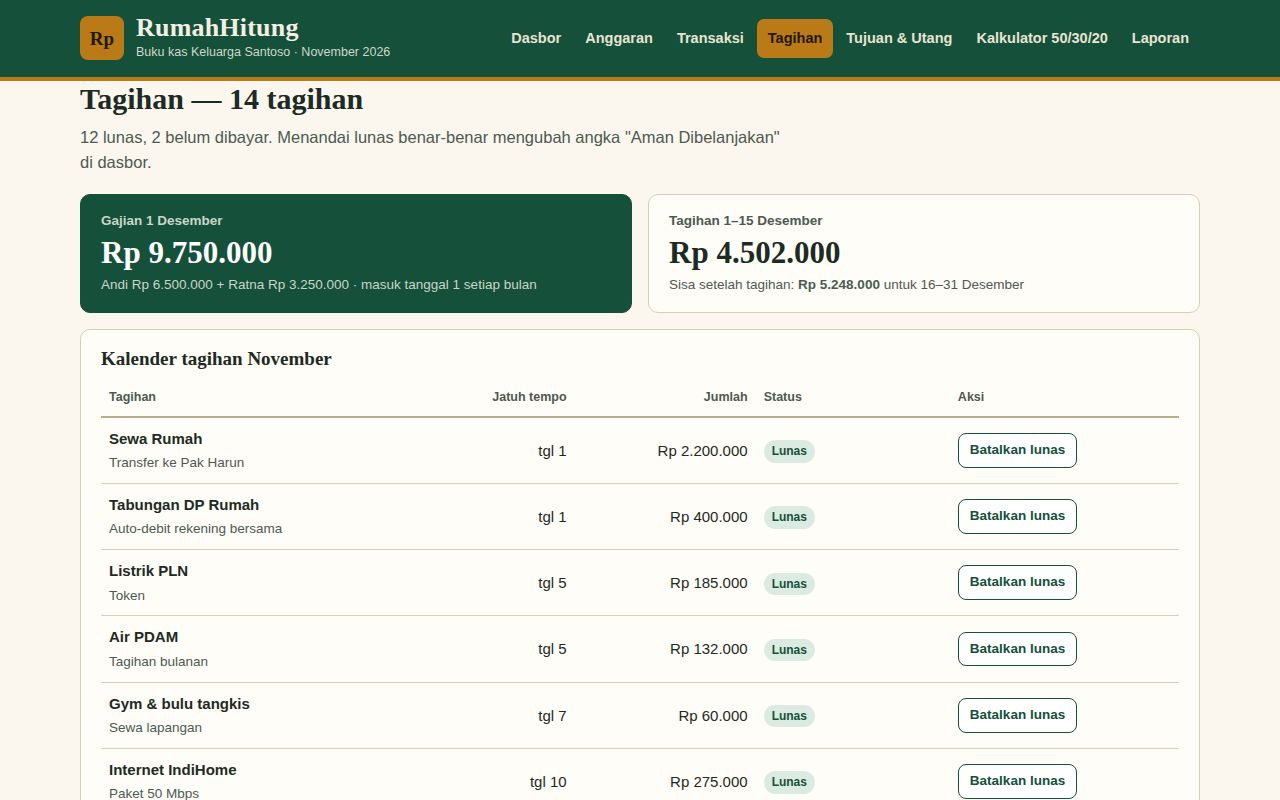 Rp
RumahHitung
Buku kas Keluarga Santoso · November 2026
Dasbor
Anggaran
Transaksi
Tagihan
Tujuan & Utang
Kalkulator 50/30/20
Laporan
Tagihan — 14 tagihan
12 lunas, 2 belum dibayar. Menandai lunas benar-benar mengubah angka "Aman Dibelanjakan"
di dasbor.
Gajian 1 Desember
Rp 9.750.000
Andi Rp 6.500.000 + Ratna Rp 3.250.000 · masuk tanggal 1 setiap bulan
Tagihan 1–15 Desember
Rp 4.502.000
Sisa setelah tagihan: Rp 5.248.000 untuk 16–31 Desember
Kalender tagihan November
Tagihan Jatuh tempo Jumlah Status Aksi
Sewa Rumah
Transfer ke Pak Harun
tgl 1 Rp 2.200.000 Lunas Batalkan lunas
Tabungan DP Rumah
Auto-debit rekening bersama
tgl 1 Rp 400.000 Lunas Batalkan lunas
Listrik PLN
Token
tgl 5 Rp 185.000 Lunas Batalkan lunas
Air PDAM
Tagihan bulanan
tgl 5 Rp 132.000 Lunas Batalkan lunas
Gym & bulu tangkis
Sewa lapangan
tgl 7 Rp 60.000 Lunas Batalkan lunas
Internet IndiHome
Paket 50 Mbps
tgl 10 Rp 275.000 Lunas Batalkan lunas